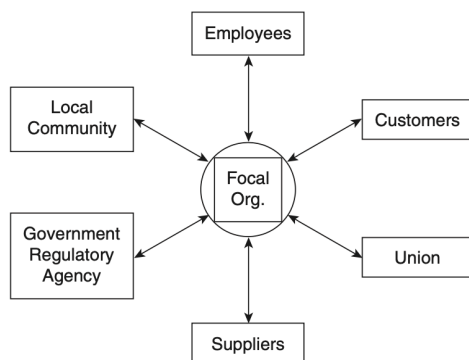 Employees
Local
Community
Customers
Focal
Org.
Government
Regulatory
Agency
Union
Suppliers